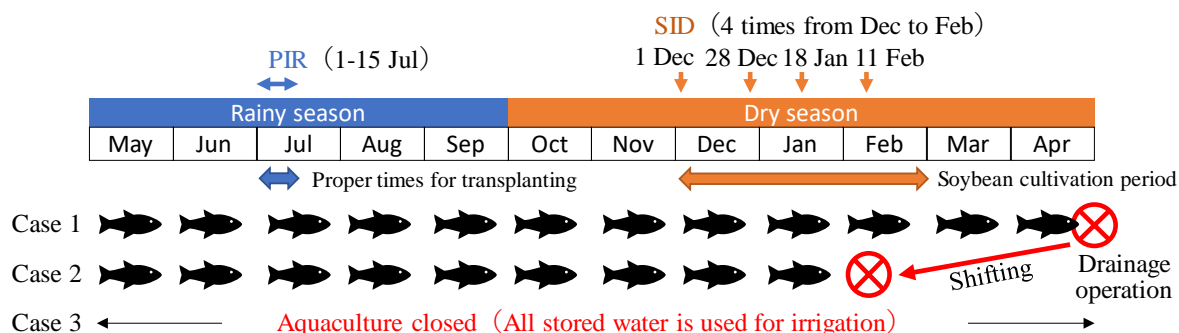 SID (4 times from Dec to Feb)
PIR (1-15 Jul)
1 Dec 28 Dec 18 Jan 11 Feb
Rainy season Dry season
May Jun Jul Aug Sep Oct Nov Dec Jan Feb Mar Apr
Proper times for transplanting Soybean cultivation period
Case 1
Case 2
Shifting
Drainage
operation
Case 3 Aquaculture closed (All stored water is used for irrigation)